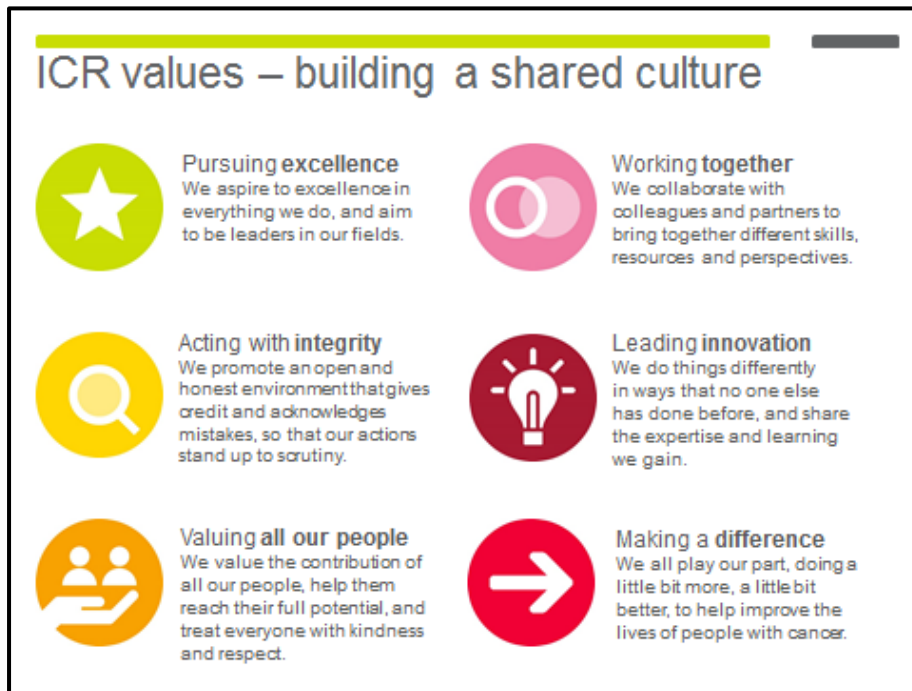 ICR values – building a shared culture
Pursuing excellence
We aspire to excellence in
everything we do, and aim
to be leaders in our fields.
Working together
We collaborate with
colleagues and partners to
bring together different skills,
resources and perspectives.
Acting with integrity
We promote an open and
honest environment that gives
credit and acknowledges
mistakes, so that our actions
stand up to scrutiny.
Leading innovation
We do things differently
in ways that no one else
has done before, and share
the expertise and learning
we gain.
Valuing all our people
We value the contribution of
all our people, help them
reach their full potential, and
treat everyone with kindness
and respect.
Making a difference
We all play our part, doing a
little bit more, a little bit
better, to help improve the
lives of people with cancer.